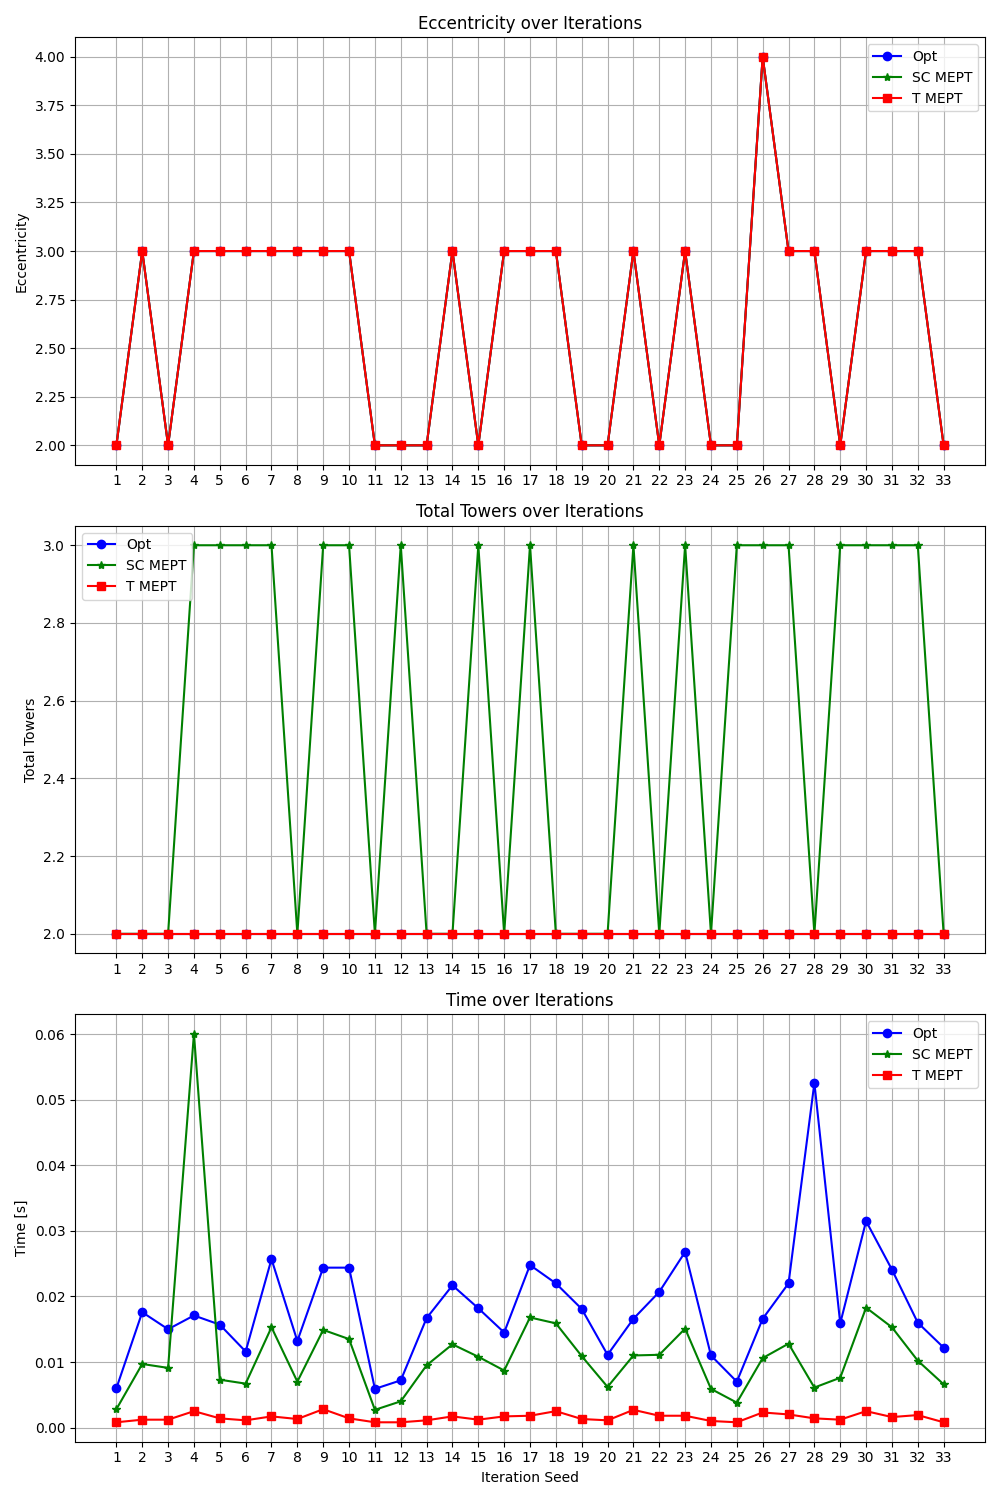 Eccentricity over Iterations
4.00
3.75
3.50
3.25
3.00
2.75
2.50
2.25
2.00
Eccentricity
Opt
SC MEPT
T MEPT
1 2 3 4 5 6 7 8 9 10 11 12 13 14 15 16 17 18 19 20 21 22 23 24 25 26 27 28 29 30 31 32 33
Total Towers over Iterations
3.0
2.8
2.6
2.4
2.2
2.0
Total Towers
Opt
SC MEPT
T MEPT
1 2 3 4 5 6 7 8 9 10 11 12 13 14 15 16 17 18 19 20 21 22 23 24 25 26 27 28 29 30 31 32 33
Time over Iterations
0.06
0.05
0.04
0.03
0.02
0.01
0.00
Time [s]
Opt
SC MEPT
T MEPT
1 2 3 4 5 6 7 8 9 10 11 12 13 14 15 16 17 18 19 20 21 22 23 24 25 26 27 28 29 30 31 32 33
Iteration Seed